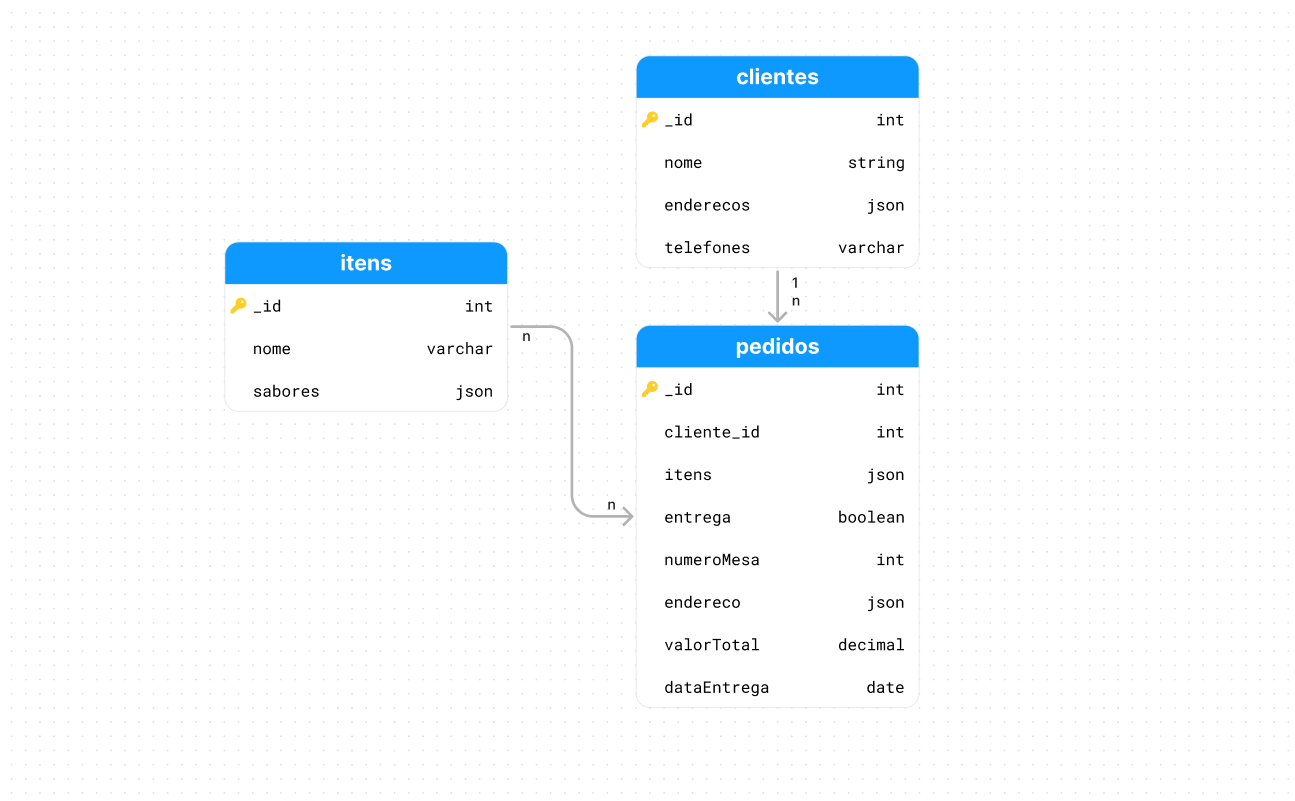 clientes
_id int
nome string
enderecos json
telefones varchar
1
n
itens
_id int
nome varchar
sabores json
n
n
pedidos
_id int
cliente_id int
itens json
entrega boolean
numeroMesa int
endereco json
valorTotal decimal
dataEntrega date